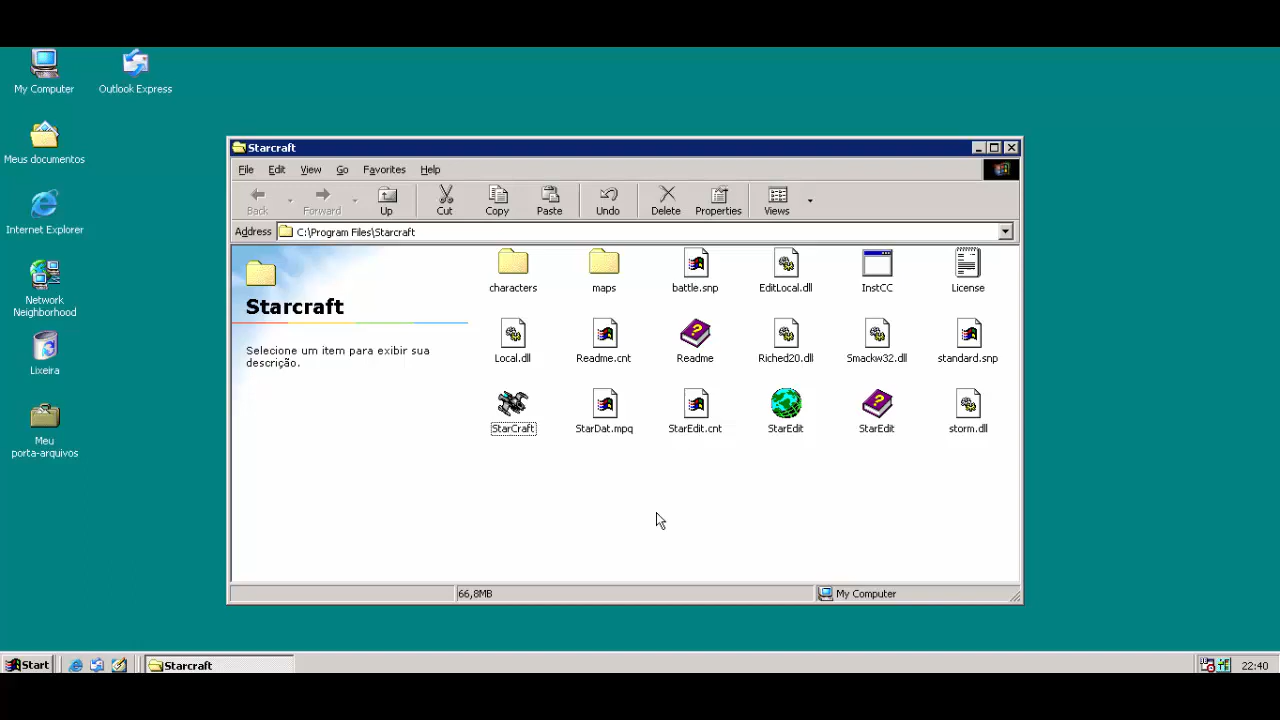 My Computer
Outlook Express
Meus documentos
Internet Explorer
Network
Neighborhood
Lixeira
Meu
porta-arquivos
Starcraft
File Edit View Go Favorites Help
Back Forward Up Cut Copy Paste Undo Delete Properties Views
Address C:\Program Files\Starcraft
Starcraft
Selecione um item para exibir sua
descrição.
characters maps battle.snp EditLocal.dll InstCC License
Local.dll Readme.cnt Readme Riched20.dll Smackw32.dll standard.snp
StarCraft StarDat.mpq StarEdit.cnt StarEdit StarEdit storm.dll
66,8MB My Computer
Start Starcraft 22:40